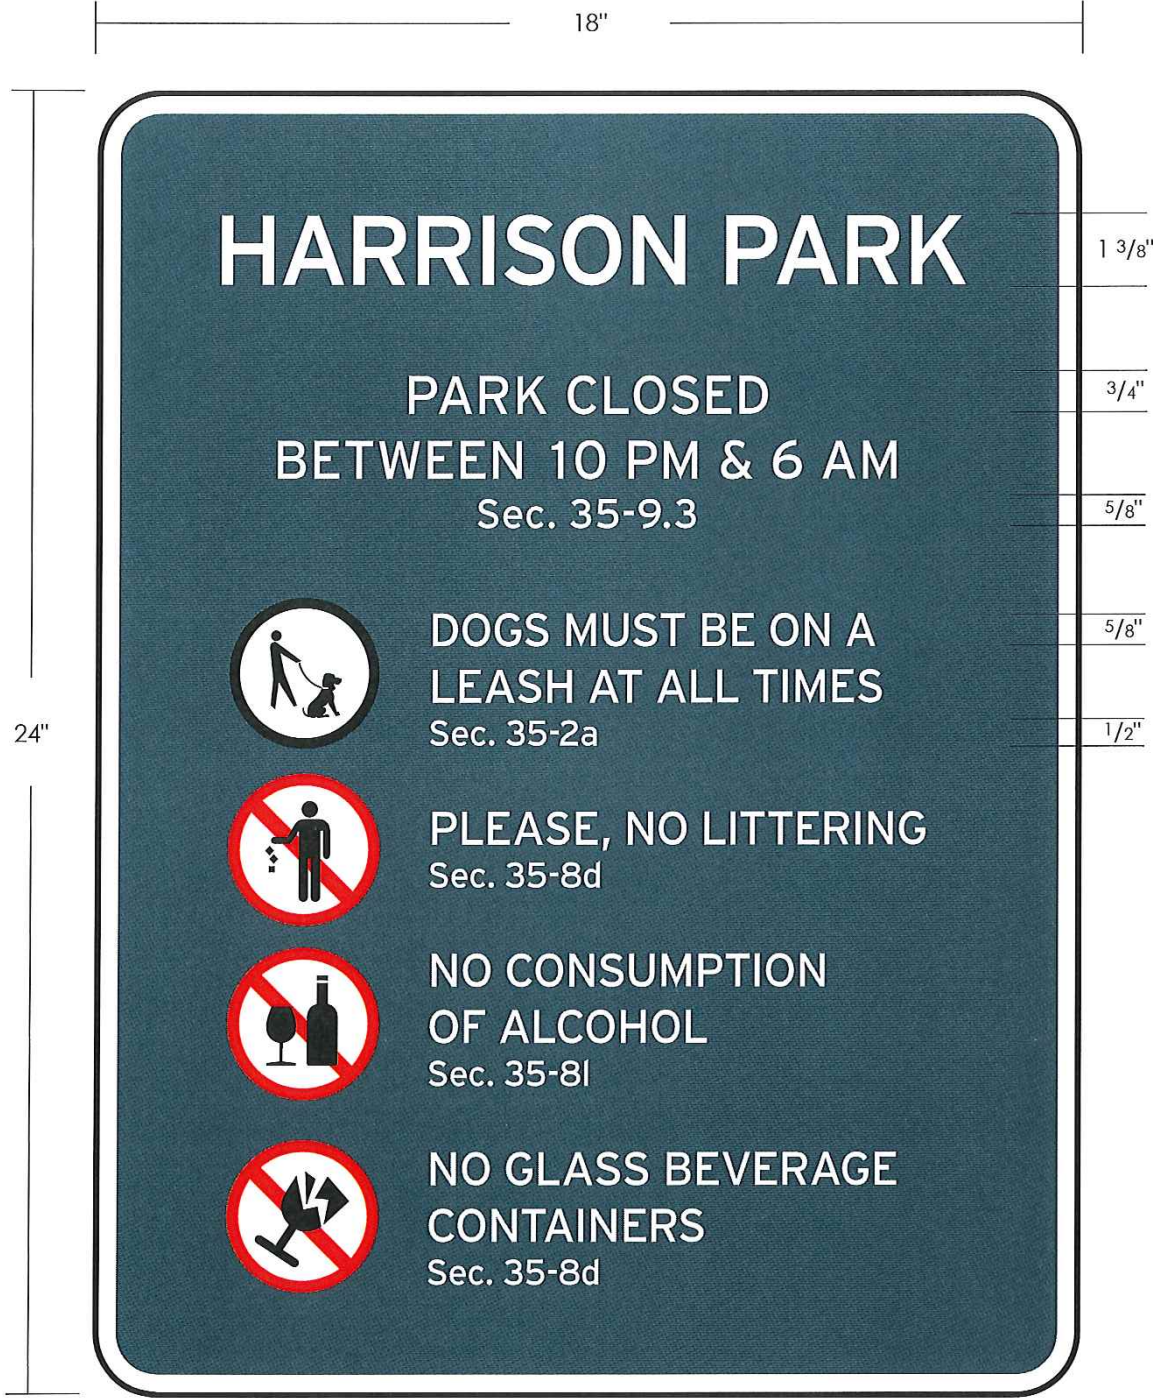 18"
HARRISON PARK
1 3/8"
PARK CLOSED
3/4"
BETWEEN 10 PM & 6 AM
Sec. 35-9.3
5/8"
DOGS MUST BE ON A
5/8"
LEASH AT ALL TIMES
Sec. 35-2a
1/2"
24"
PLEASE, NO LITTERING
Sec. 35-8d
NO CONSUMPTION
OF ALCOHOL
Sec. 35-8l
NO GLASS BEVERAGE
CONTAINERS
Sec. 35-8d